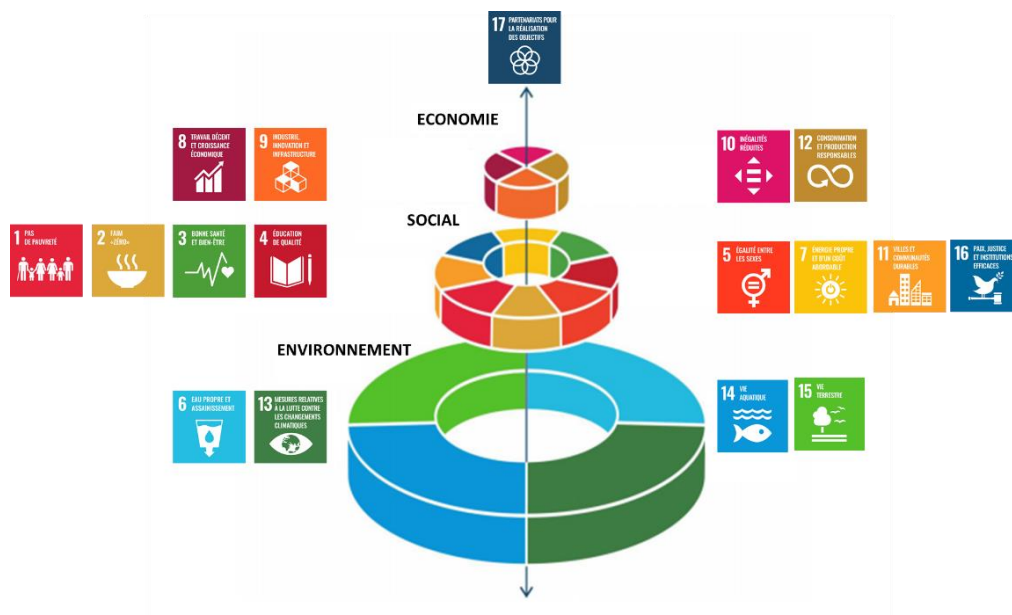 17 PARTENARIATS POUR
LA RÉALISATION
DES OBJECTIFS
ECONOMIE
8 TRAVAIL DÉCENT
ET CROISSANCE
ÉCONOMIQUE
9 INDUSTRIE,
INNOVATION ET
INFRASTRUCTURE
10 INÉGALITÉS
RÉDUITES
12 CONSOMMATION
ET PRODUCTION
RESPONSABLES
SOCIAL
1 PAS
DE PAUVRETÉ
2 FAIM
«ZÉRO»
3 BONNE SANTÉ
ET BIEN-ÊTRE
4 ÉDUCATION
DE QUALITÉ
5 ÉGALITÉ ENTRE
LES SEXES
7 ÉNERGIE PROPRE
ET D'UN COÛT
ABORDABLE
11 VILLES ET
COMMUNAUTÉS
DURABLES
16 PAIX, JUSTICE
ET INSTITUTIONS
EFFICACES
ENVIRONNEMENT
6 EAU PROPRE ET
ASSAINISSEMENT
13 MESURES RELATIVES
À LA LUTTE CONTRE
LES CHANGEMENTS
CLIMATIQUES
14 VIE
AQUATIQUE
15 VIE
TERRESTRE